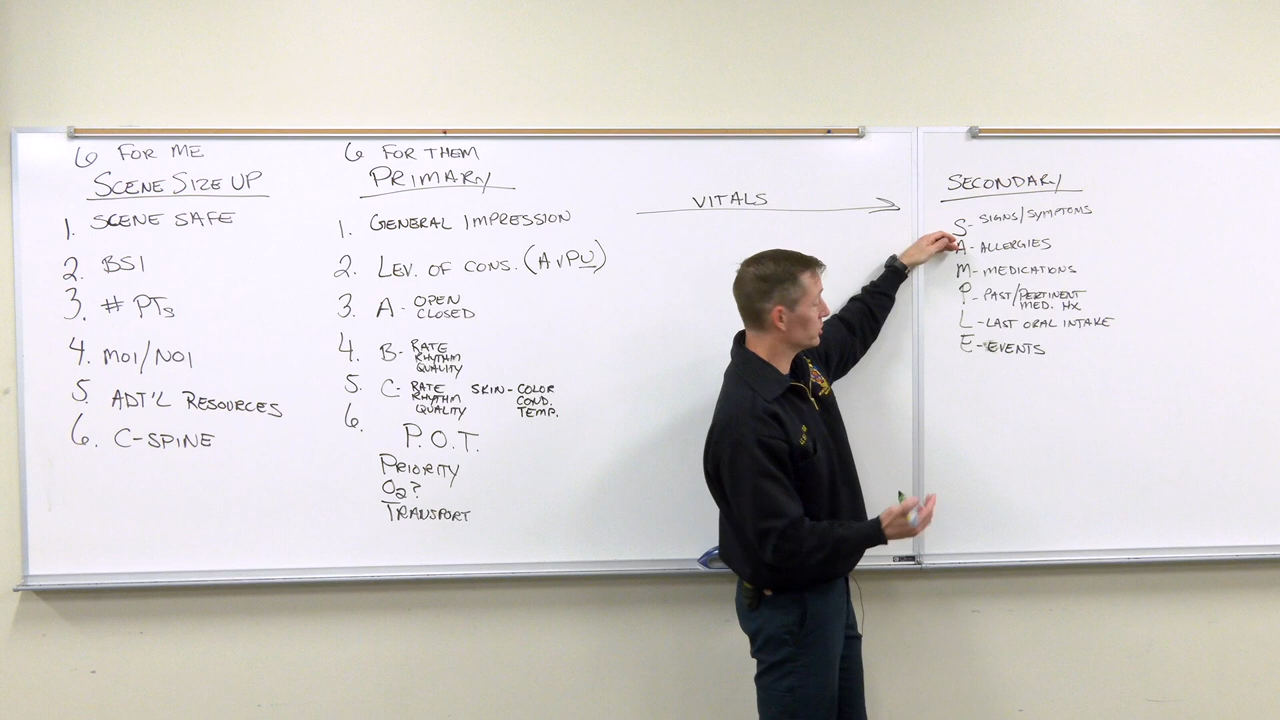 6 FOR ME
SCENE SIZE UP
1. SCENE SAFE
2. BSI
3. # PTS
4. MOI/NOI
5. ADT'L RESOURCES
6. C-SPINE
6 FOR THEM
PRIMARY
1. GENERAL IMPRESSION
2. LEV. OF CONS. (AVPU)
3. A - OPEN
CLOSED
4. B - RATE
RHYTHM
QUALITY
5. C - RATE SKIN - COLOR
RHYTHM COND.
QUALITY TEMP.
6. P.O.T.
PRIORITY
O2?
TRANSPORT
VITALS
SECONDARY
S - SIGNS/SYMPTOMS
A - ALLERGIES
M - MEDICATIONS
P - PAST/PERTINENT
MED. HX
L - LAST ORAL INTAKE
E - EVENTS